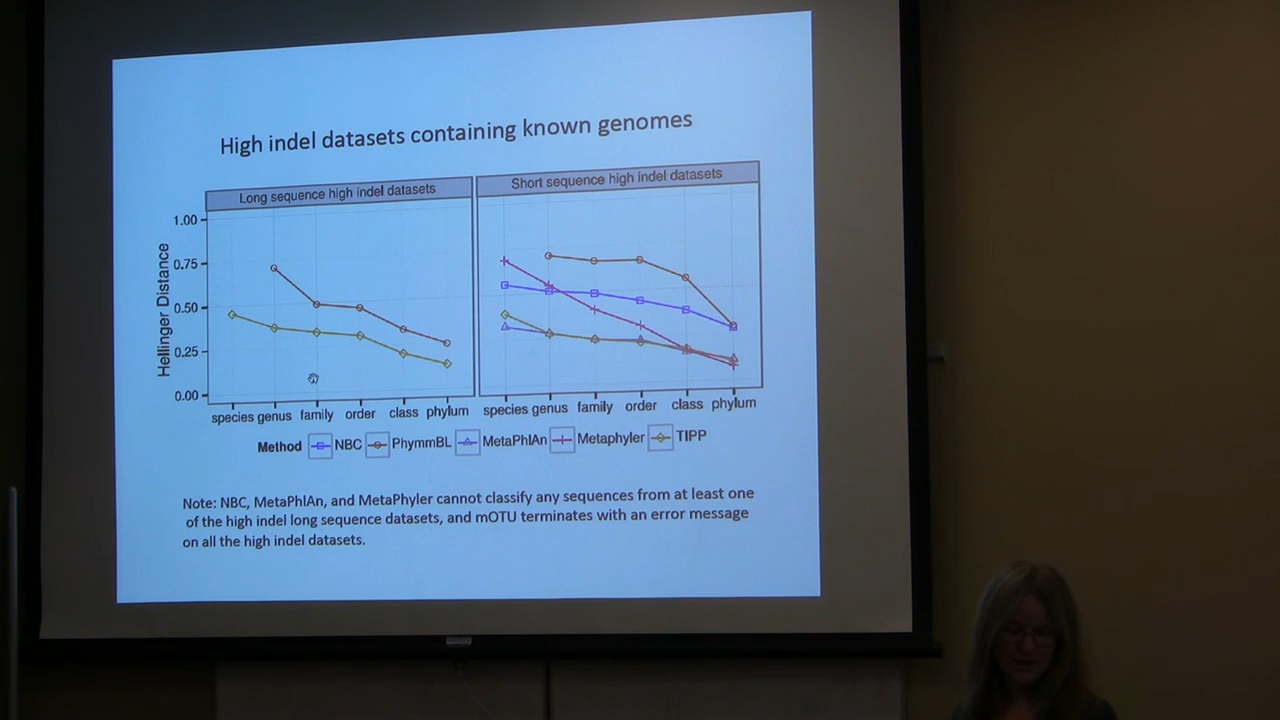 High indel datasets containing known genomes
Long sequence high indel datasets
Short sequence high indel datasets
Hellinger Distance
1.00
0.75
0.50
0.25
0.00
species genus family order class phylum
species genus family order class phylum
Method NBC PhymmBL MetaPhlAn Metaphyler TIPP
Note: NBC, MetaPhlAn, and MetaPhyler cannot classify any sequences from at least one
of the high indel long sequence datasets, and mOTU terminates with an error message
on all the high indel datasets.